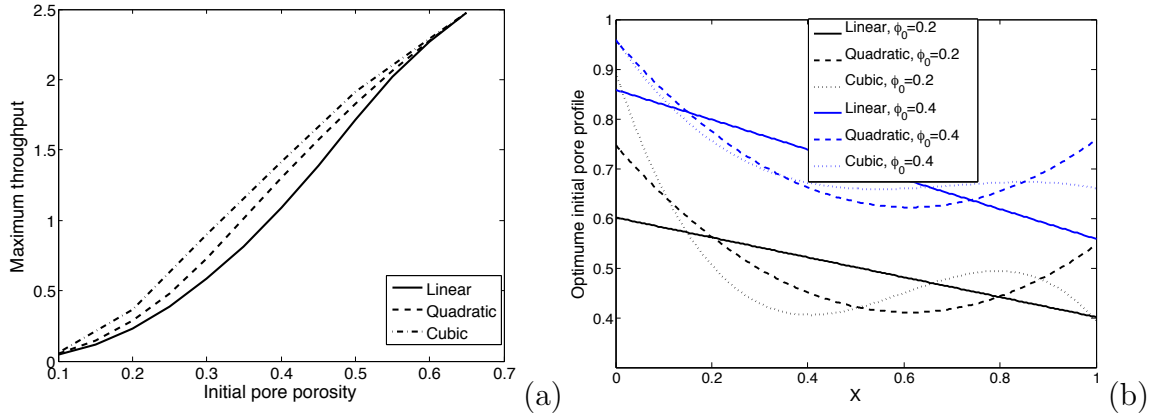 2.5
2
1.5
1
0.5
0
0.1
0.2
0.3
0.4
0.5
0.6
0.7
Maximum throughput
Initial pore porosity
Linear
Quadratic
Cubic
(a)
1
0.9
0.8
0.7
0.6
0.5
0.4
0
0.2
0.4
0.6
0.8
1
Optimume initial pore profile
x
Linear, ϕ0=0.2
Quadratic, ϕ0=0.2
Cubic, ϕ0=0.2
Linear, ϕ0=0.4
Quadratic, ϕ0=0.4
Cubic, ϕ0=0.4
(b)